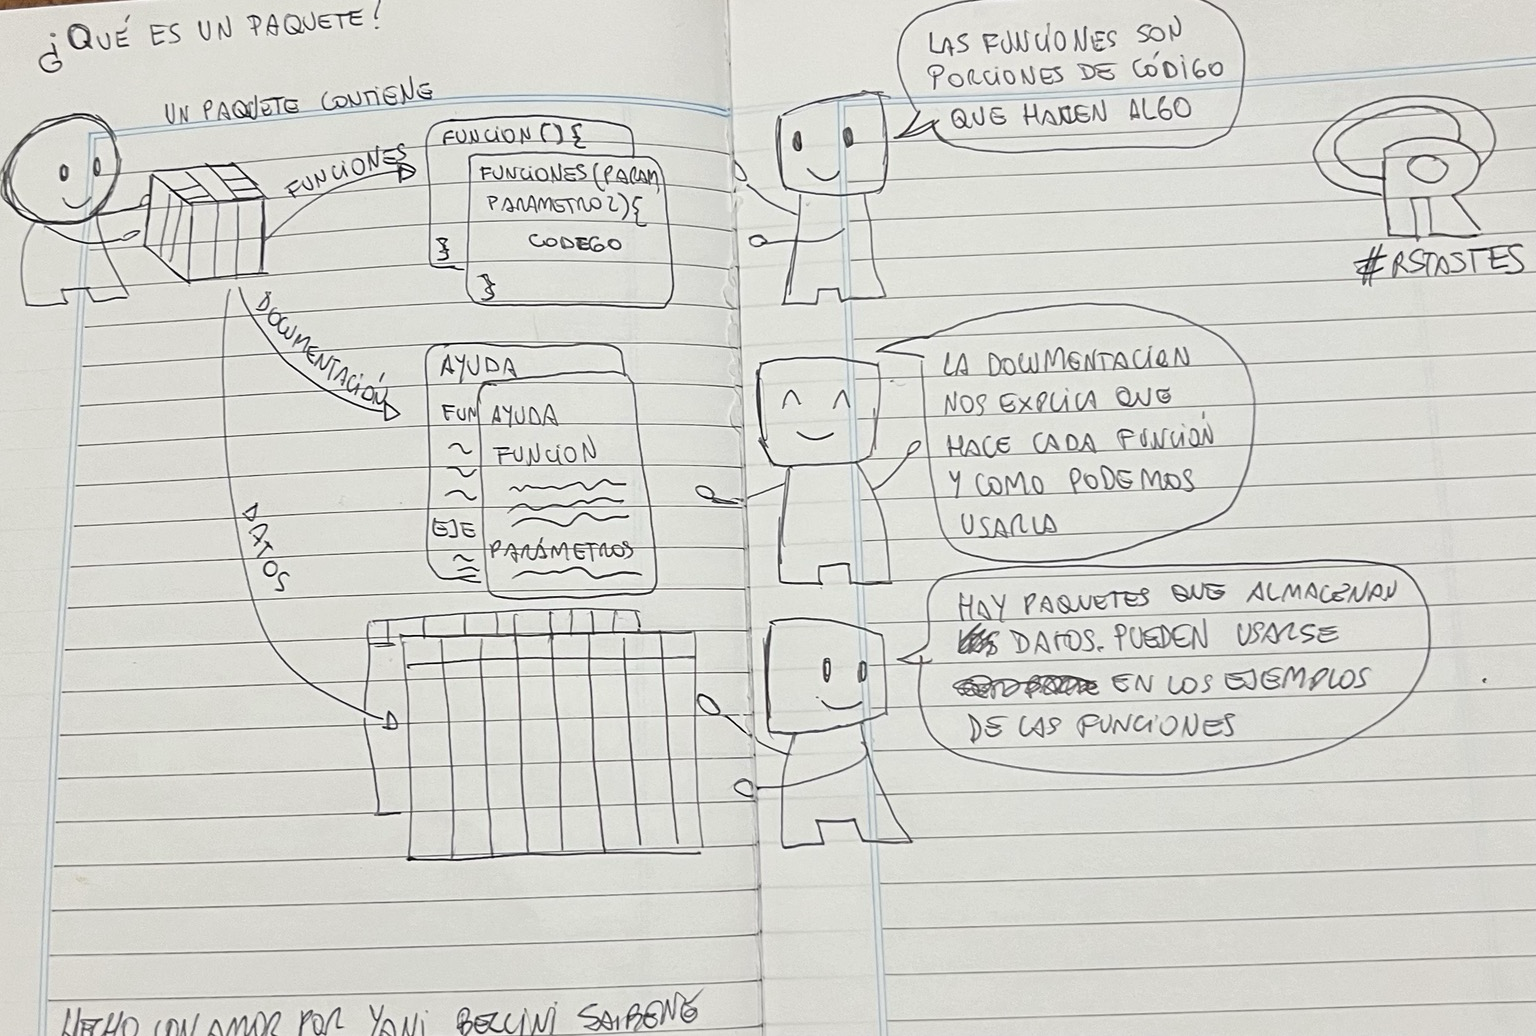 ¿QUÉ ES UN PAQUETE?
UN PAQUETE CONTIENE
FUNCIONES
FUNCION(){
}
FUNCIONES(PARAM
PARAMETRO2){
CODEGO
}
LAS FUNCIONES SON
PORCIONES DE CÓDIGO
QUE HACEN ALGO
#RSTASTES
DOCUMENTACIÓN
AYUDA
FUN
EJE
AYUDA
FUNCION
PARÁMETROS
LA DOCUMENTACION
NOS EXPLICA QUE
HACE CADA FUNCIÓN
Y COMO PODEMOS
USARLA
DATOS
HAY PAQUETES QUE ALMACENAN
DATOS. PUEDEN USARSE
EN LOS EJEMPLOS
DE LAS FUNCIONES
HECHO CON AMOR POR YANI BELLINI SAIBENE